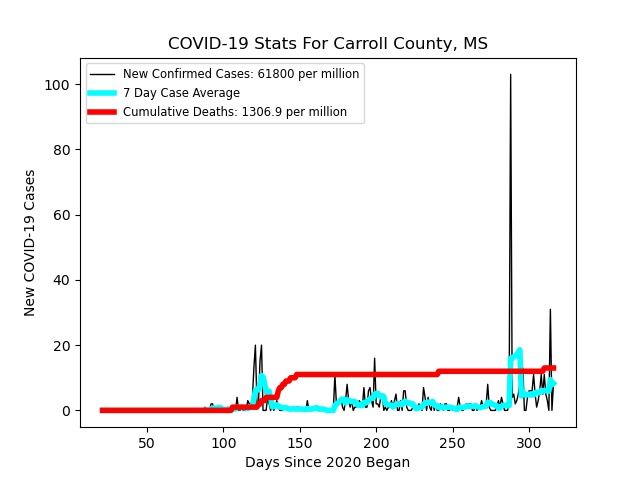 COVID-19 Stats For Carroll County, MS
New Confirmed Cases: 61800 per million
7 Day Case Average
Cumulative Deaths: 1306.9 per million
New COVID-19 Cases
100
80
60
40
20
0
50 100 150 200 250 300
Days Since 2020 Began